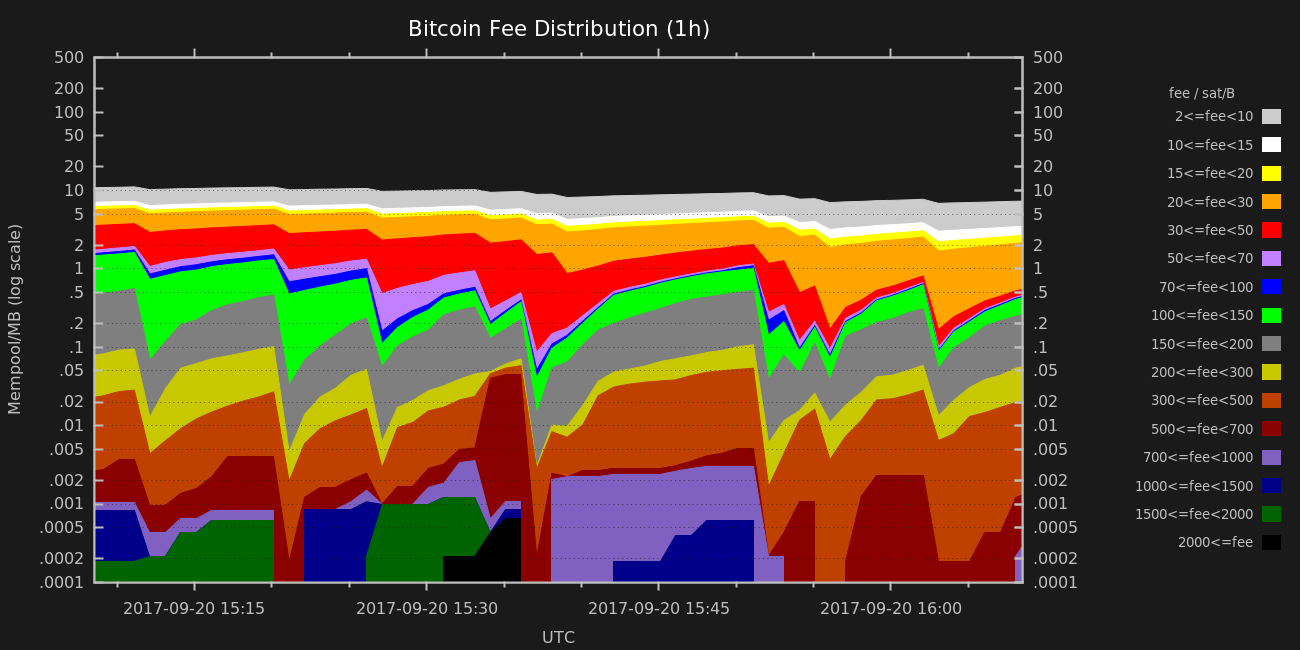 Bitcoin Fee Distribution (1h)
Mempool/MB (log scale)
500
200
100
50
20
10
5
2
1
.5
.2
.1
.05
.02
.01
.005
.002
.001
.0005
.0002
.0001
500
200
100
50
20
10
5
2
1
.5
.2
.1
.05
.02
.01
.005
.002
.001
.0005
.0002
.0001
2017-09-20 15:15
2017-09-20 15:30
2017-09-20 15:45
2017-09-20 16:00
UTC
fee / sat/B
2<=fee<10
10<=fee<15
15<=fee<20
20<=fee<30
30<=fee<50
50<=fee<70
70<=fee<100
100<=fee<150
150<=fee<200
200<=fee<300
300<=fee<500
500<=fee<700
700<=fee<1000
1000<=fee<1500
1500<=fee<2000
2000<=fee